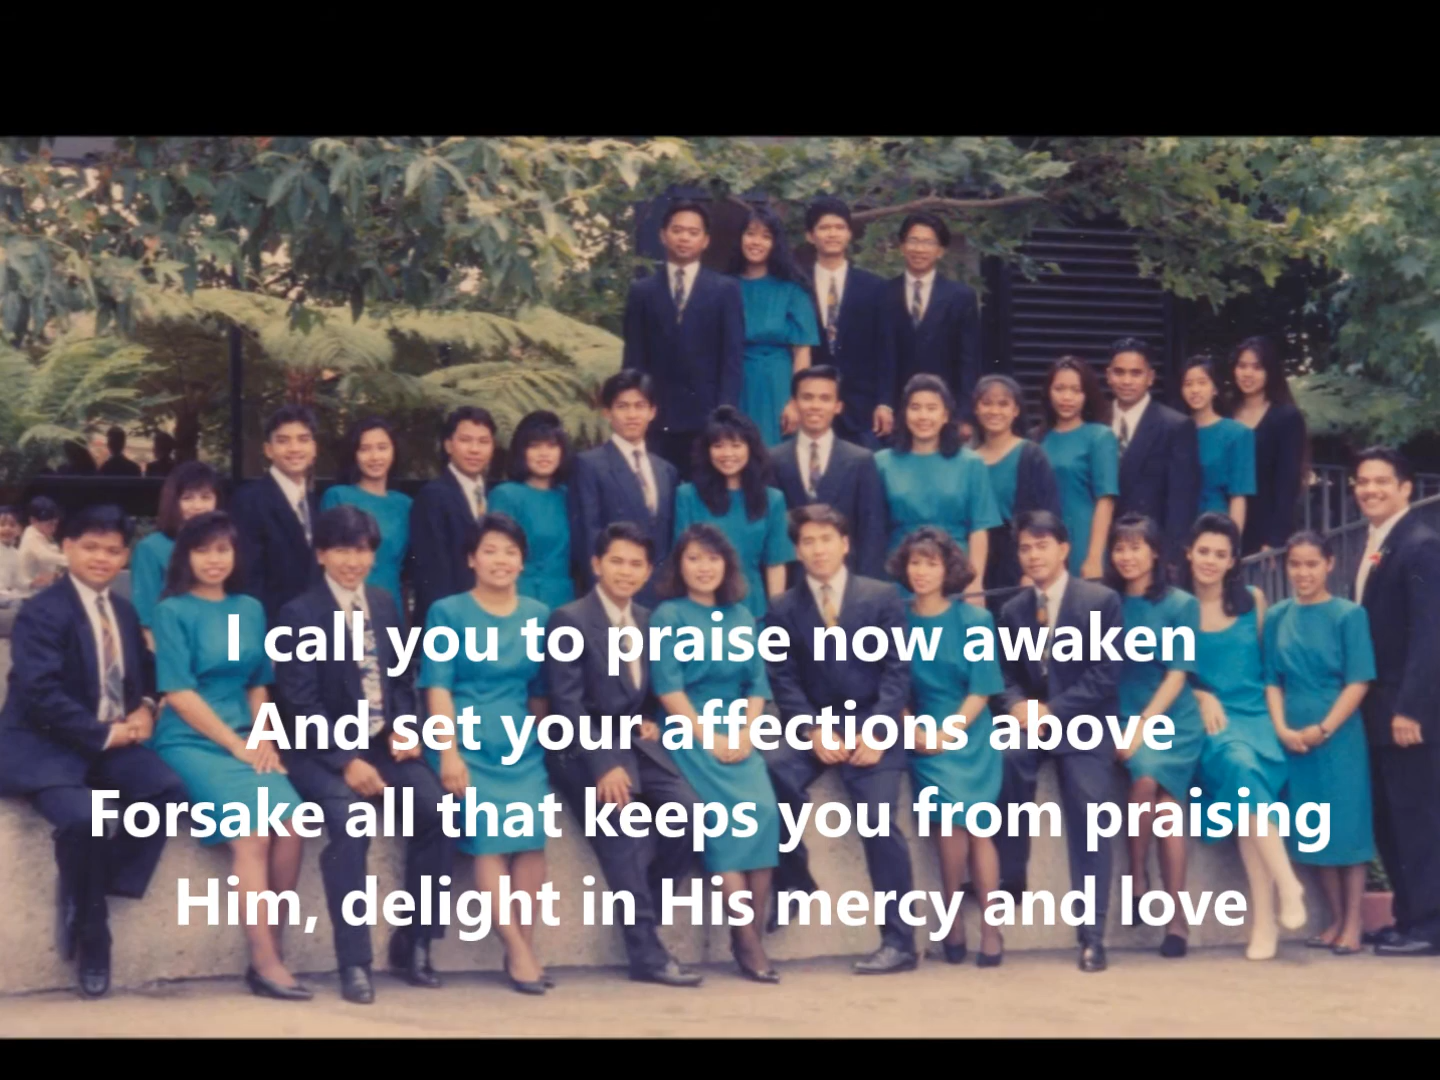 I call you to praise now awaken
And set your affections above
Forsake all that keeps you from praising
Him, delight in His mercy and love